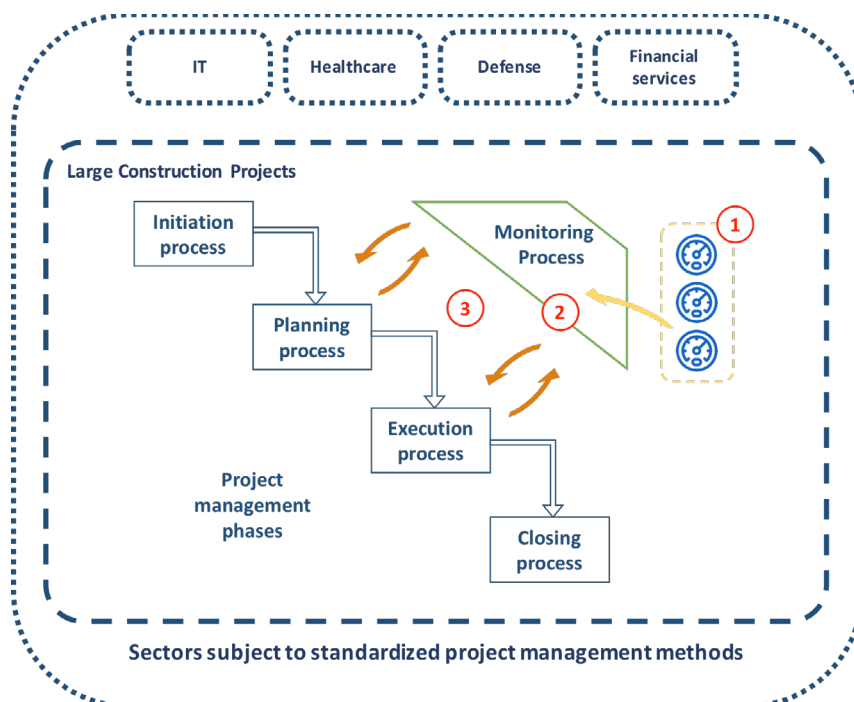 IT
Healthcare
Defense
Financial
services
Large Construction Projects
1
Initiation
process
Monitoring
Process
2
3
Planning
process
Execution
process
Project
management
phases
Closing
process
Sectors subject to standardized project management methods